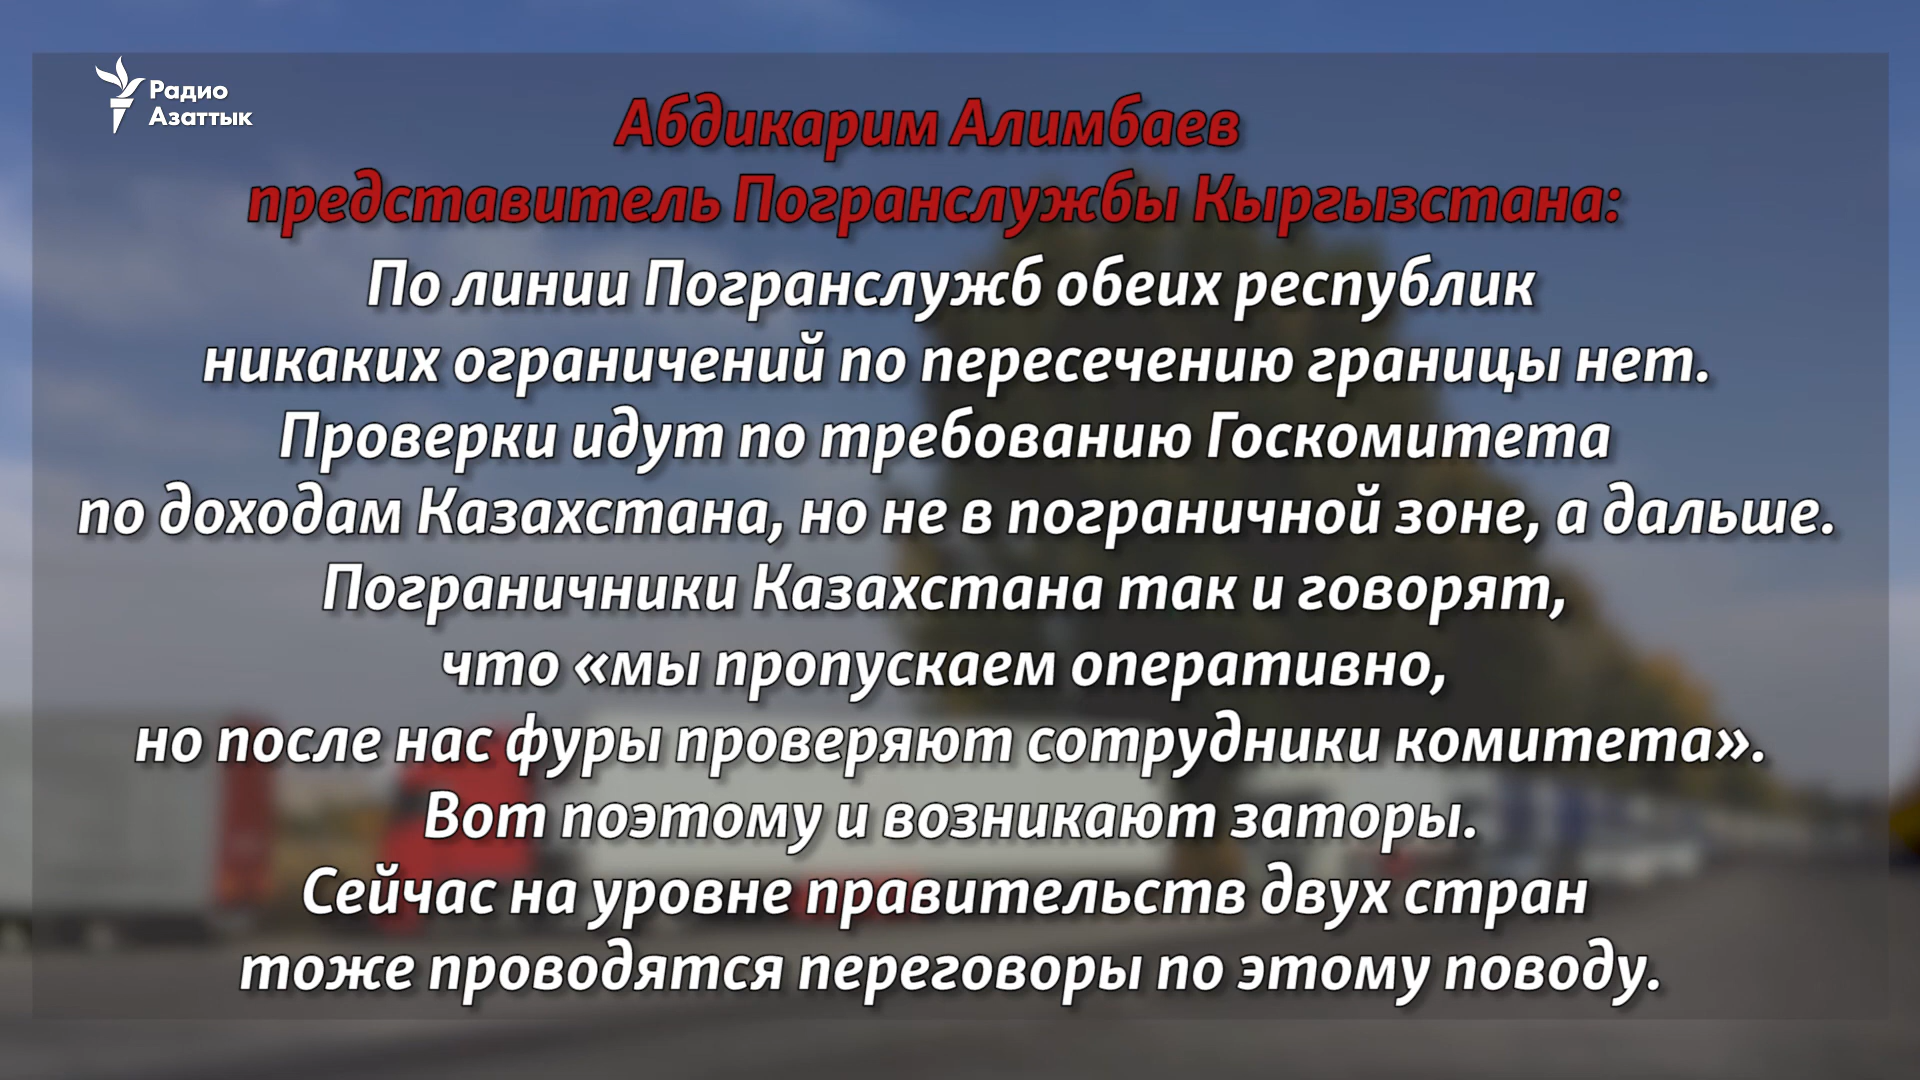 Радио
Азаттык
Абдикарим Алимбаев
представитель Погранслужбы Кыргызстана:
По линии Погранслужб обеих республик
никаких ограничений по пересечению границы нет.
Проверки идут по требованию Госкомитета
по доходам Казахстана, но не в пограничной зоне, а дальше.
Пограничники Казахстана так и говорят,
что «мы пропускаем оперативно,
но после нас фуры проверяют сотрудники комитета».
Вот поэтому и возникают заторы.
Сейчас на уровне правительств двух стран
тоже проводятся переговоры по этому поводу.